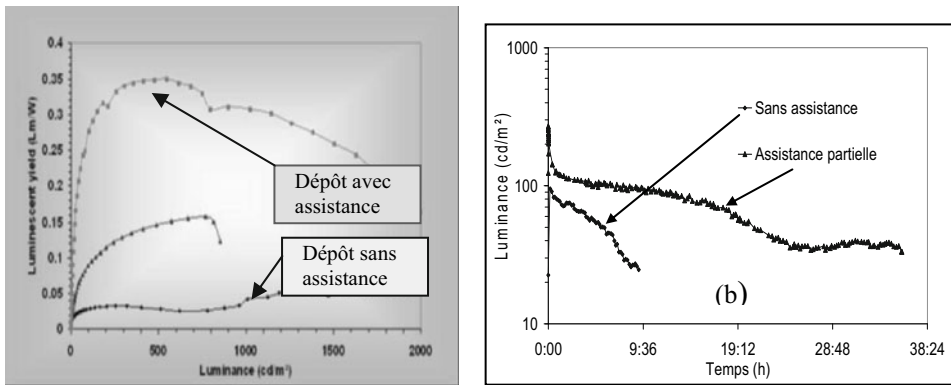 0.4
0.35
0.3
0.25
0.2
0.15
0.1
0.05
0
Luminescent yield (Lm·W)
0
500
1000
1500
2000
Luminance (cd/m²)
Dépôt avec
assistance
Dépôt sans
assistance
1000
100
10
Luminance (cd/m²)
0:00
9:36
19:12
28:48
38:24
Temps (h)
Sans assistance
Assistance partielle
(b)